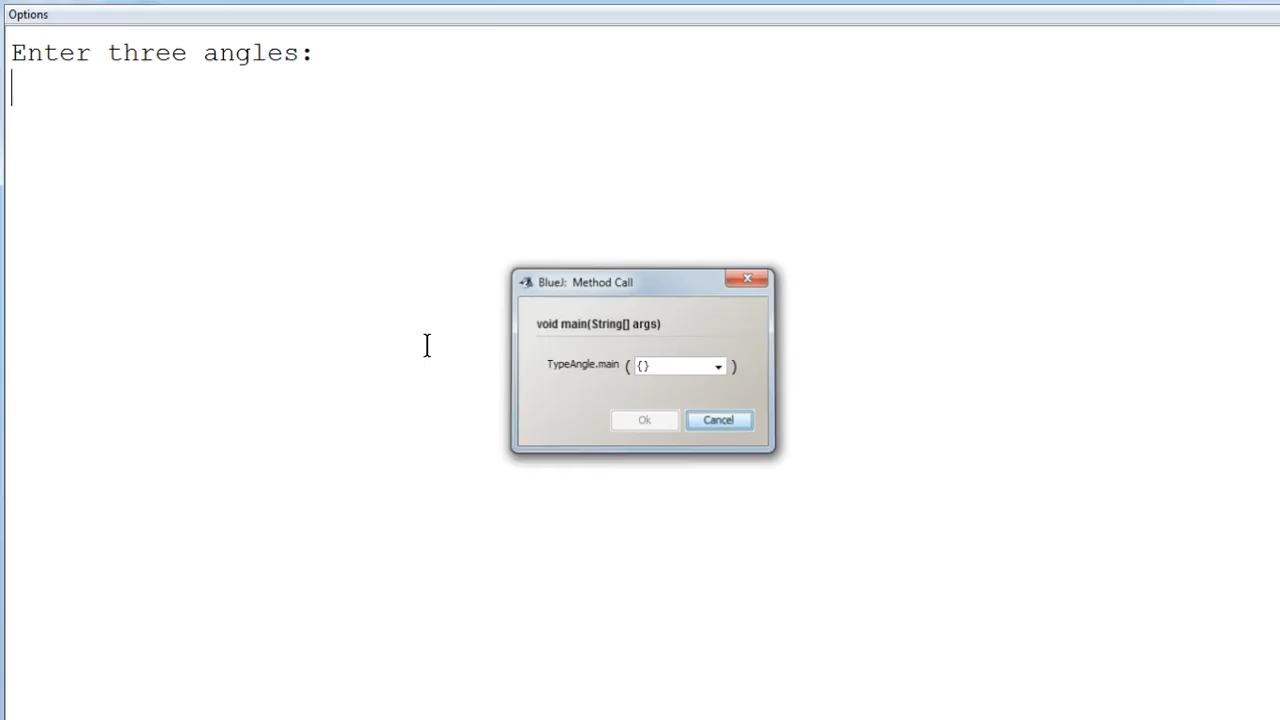 Options
Enter three angles:
BlueJ: Method Call
void main(String[] args)
TypeAngle.main ( {} )
Ok Cancel